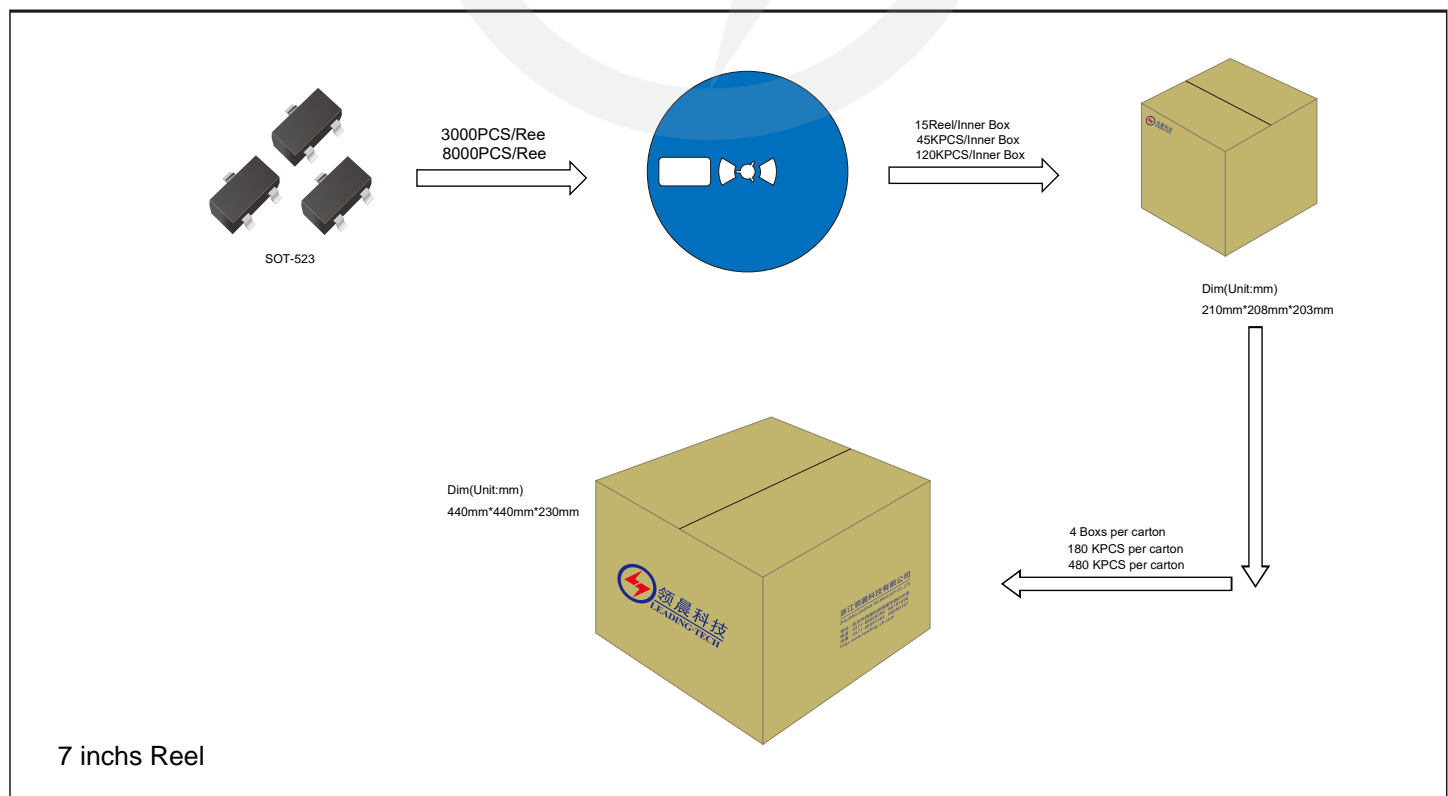 3000PCS/Ree
8000PCS/Ree
15Reel/Inner Box
45KPCS/Inner Box
120KPCS/Inner Box
SOT-523
Dim(Unit:mm)
210mm*208mm*203mm
Dim(Unit:mm)
440mm*440mm*230mm
4 Boxs per carton
180 KPCS per carton
480 KPCS per carton
领晨科技
LEADING-TECH
浙江领晨科技有限公司
7 inchs Reel